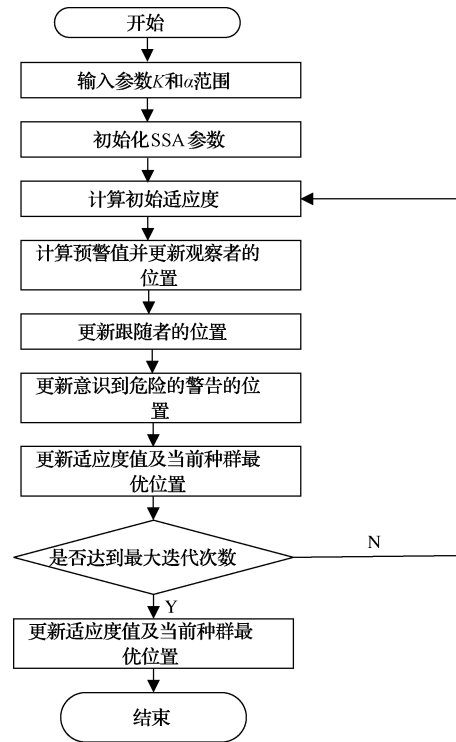 开始
输入参数K和α范围
初始化SSA参数
计算初始适应度
计算预警值并更新观察者的
位置
更新跟随者的位置
更新意识到危险的警告的位
置
更新适应度值及当前种群最
优位置
是否达到最大迭代次数
N
Y
更新适应度值及当前种群最
优位置
结束